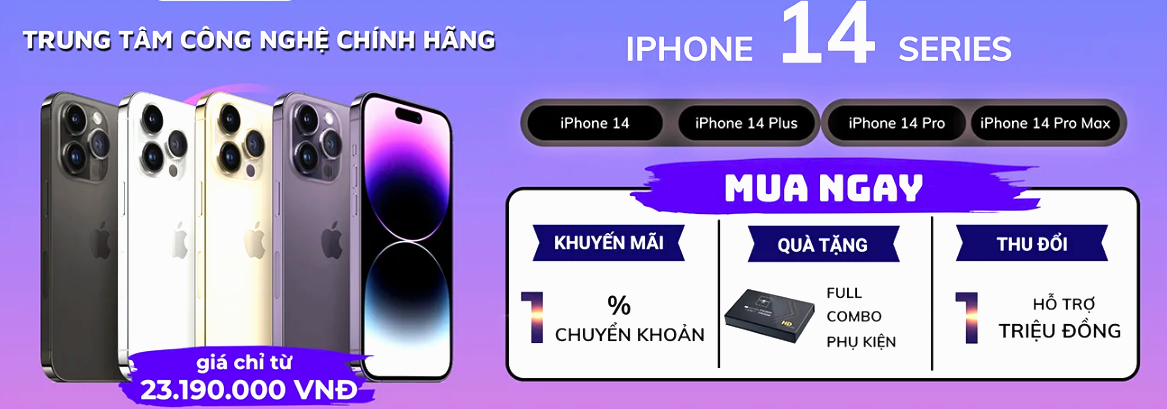 TRUNG TÂM CÔNG NGHỆ CHÍNH HÃNG
IPHONE 14 SERIES
iPhone 14
iPhone 14 Plus
iPhone 14 Pro
iPhone 14 Pro Max
MUA NGAY
KHUYẾN MÃI
1 %
CHUYỂN KHOẢN
QUÀ TẶNG
HD
FULL
COMBO
PHỤ KIỆN
THU ĐỔI
1 HỖ TRỢ
TRIỆU ĐỒNG
giá chỉ từ
23.190.000 VNĐ